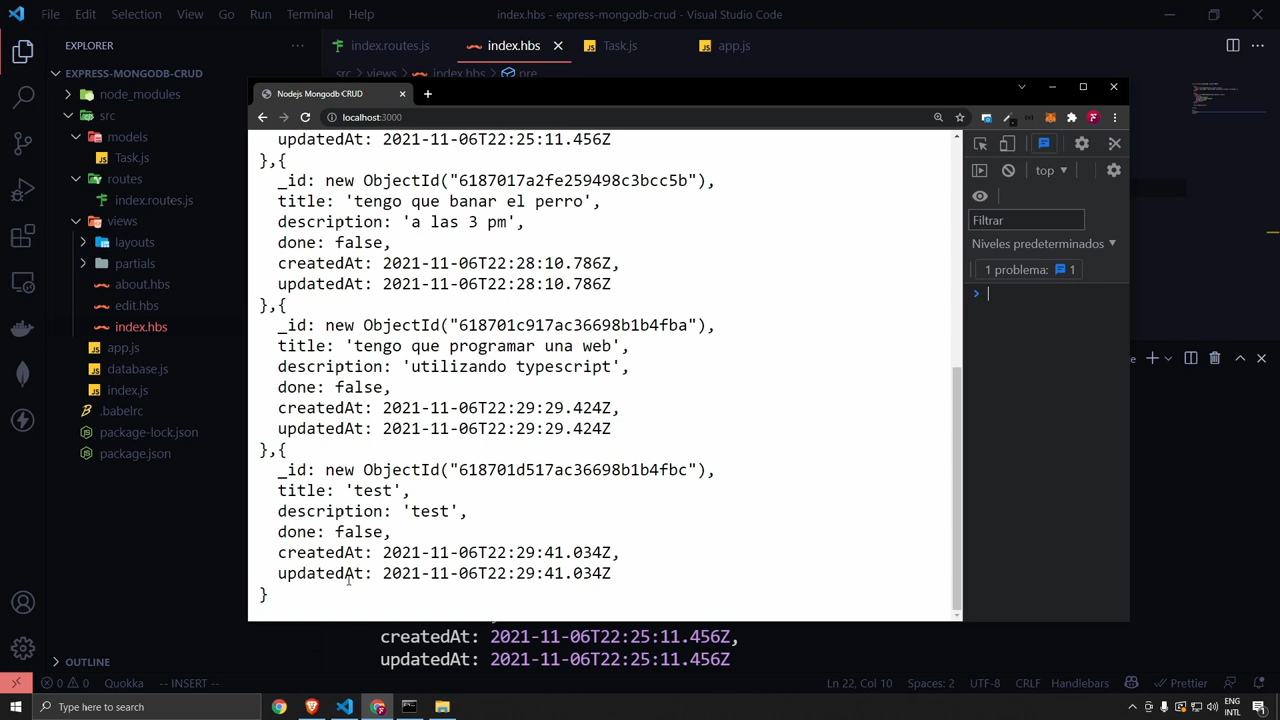 File Edit Selection View Go Run Terminal Help index.hbs - express-mongodb-crud - Visual Studio Code
EXPLORER
index.routes.js index.hbs Task.js app.js
EXPRESS-MONGODB-CRUD
src > views > index.hbs > pre
node_modules
src
models
Task.js
routes
index.routes.js
views
layouts
partials
about.hbs
edit.hbs
index.hbs
app.js
database.js
index.js
.babelrc
package-lock.json
package.json
OUTLINE
Nodejs Mongodb CRUD
localhost:3000
updatedAt: 2021-11-06T22:25:11.456Z
},{
_id: new ObjectId("6187017a2fe259498c3bcc5b"),
title: 'tengo que banar el perro',
description: 'a las 3 pm',
done: false,
createdAt: 2021-11-06T22:28:10.786Z,
updatedAt: 2021-11-06T22:28:10.786Z
},{
_id: new ObjectId("618701c917ac36698b1b4fba"),
title: 'tengo que programar una web',
description: 'utilizando typescript',
done: false,
createdAt: 2021-11-06T22:29:29.424Z,
updatedAt: 2021-11-06T22:29:29.424Z
},{
_id: new ObjectId("618701d517ac36698b1b4fbc"),
title: 'test',
description: 'test',
done: false,
createdAt: 2021-11-06T22:29:41.034Z,
updatedAt: 2021-11-06T22:29:41.034Z
}
top
Filtrar
Niveles predeterminados
1 problema: 1
createdAt: 2021-11-06T22:25:11.456Z,
updatedAt: 2021-11-06T22:25:11.456Z
0 0 Quokka -- INSERT -- Ln 22, Col 10 Spaces: 2 UTF-8 CRLF Handlebars Prettier
Type here to search
ENG
INTL